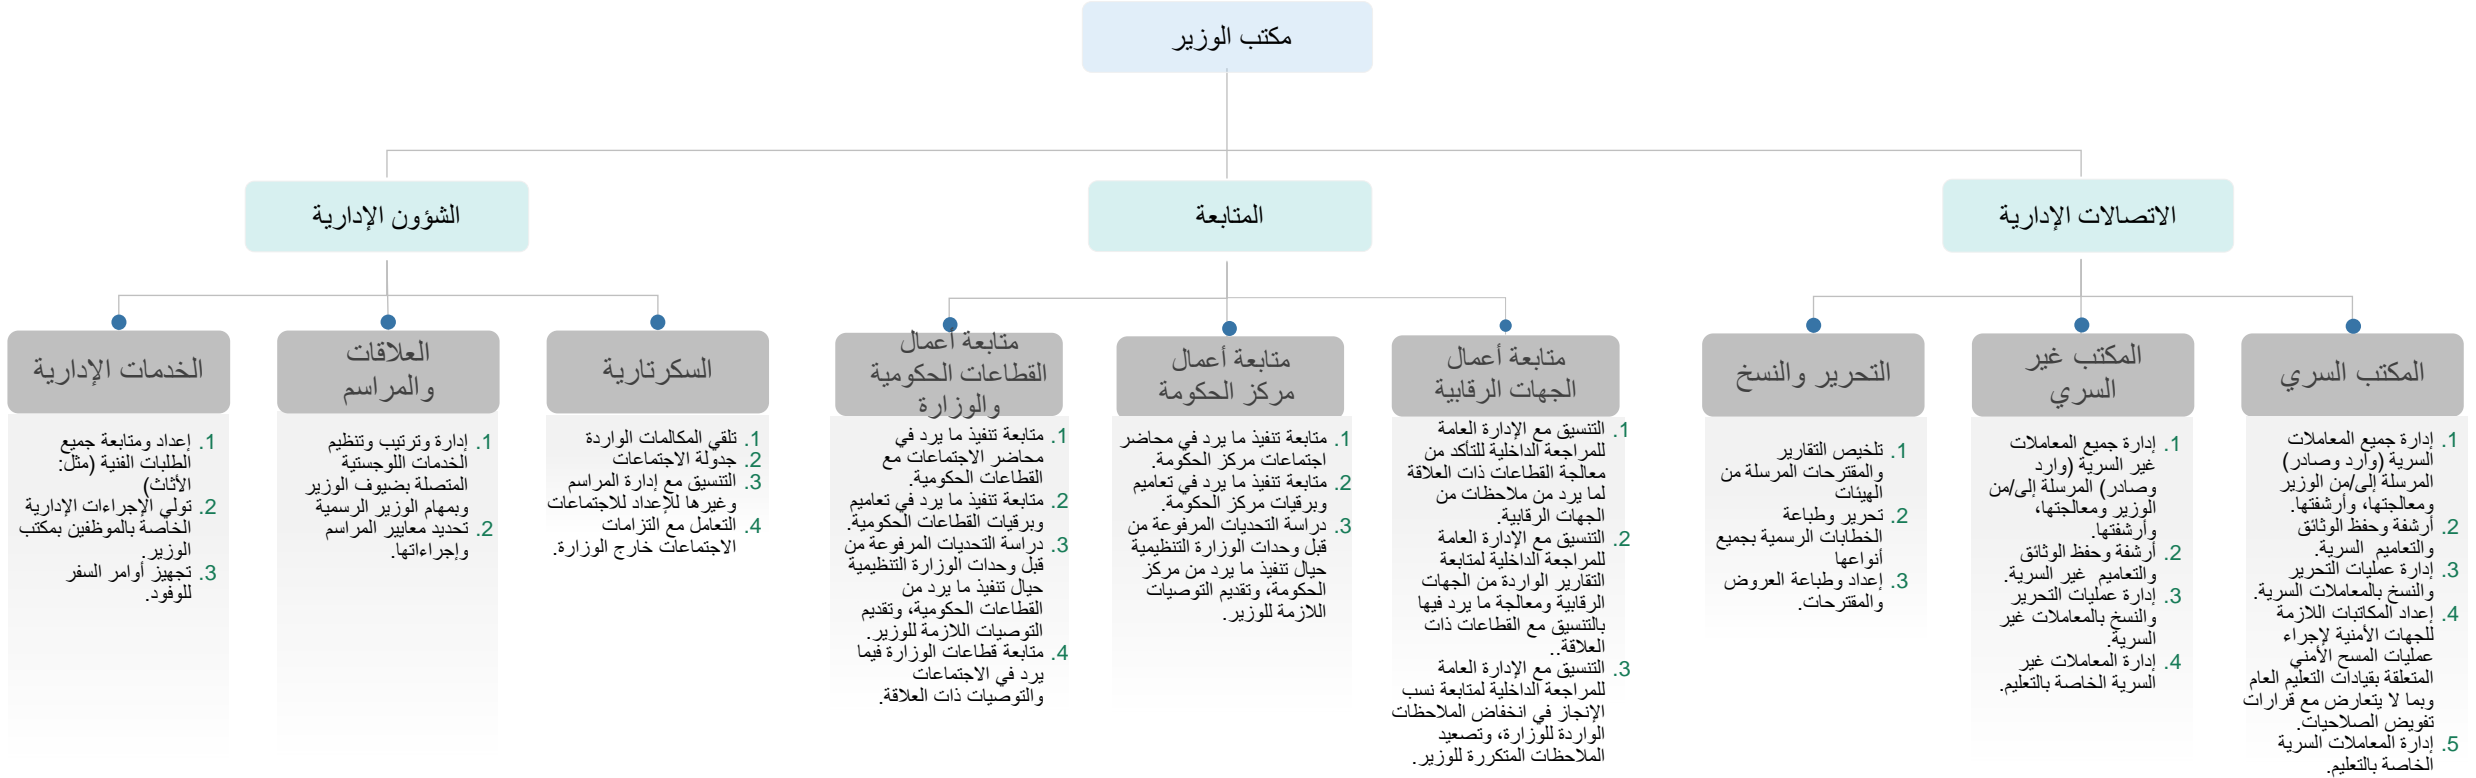 مكتب الوزير
الاتصالات الإدارية
المتابعة
الشؤون الإدارية
المكتب السري
1. إدارة جميع المعاملات
السرية (وارد وصادر)
المرسلة إلى/من الوزير
ومعالجتها، وأرشفتها.
2. أرشفة وحفظ الوثائق
والتعاميم السرية.
3. إدارة عمليات التحرير
والنسخ بالمعاملات السرية.
4. إعداد المكاتبات اللازمة
للجهات الأمنية لإجراء
عمليات المسح الأمني
المتعلقة بقيادات التعليم العام
وبما لا يتعارض مع قرارات
تفويض الصلاحيات.
5. إدارة المعاملات السرية
الخاصة بالتعليم.
المكتب غير
السري
1. إدارة جميع المعاملات
غير السرية (وارد
وصادر) المرسلة إلى/من
الوزير ومعالجتها،
وأرشفتها.
2. أرشفة وحفظ الوثائق
والتعاميم غير السرية.
3. إدارة عمليات التحرير
والنسخ بالمعاملات غير
السرية.
4. إدارة المعاملات غير
السرية الخاصة بالتعليم.
التحرير والنسخ
1. تلخيص التقارير
والمقترحات المرسلة من
الهيئات
2. تحرير وطباعة
الخطابات الرسمية بجميع
أنواعها
3. إعداد وطباعة العروض
والمقترحات.
متابعة أعمال
الجهات الرقابية
1. التنسيق مع الإدارة العامة
للمراجعة الداخلية للتأكد من
معالجة القطاعات ذات العلاقة
لما يرد من ملاحظات من
الجهات الرقابية.
2. التنسيق مع الإدارة العامة
للمراجعة الداخلية لمتابعة
التقارير الواردة من الجهات
الرقابية ومعالجة ما يرد فيها
بالتنسيق مع القطاعات ذات
العلاقة..
3. التنسيق مع الإدارة العامة
للمراجعة الداخلية لمتابعة نسب
الإنجاز في انخفاض الملاحظات
الواردة للوزارة، وتصعيد
الملاحظات المتكررة للوزير.
متابعة أعمال
مركز الحكومة
1. متابعة تنفيذ ما يرد في محاضر
اجتماعات مركز الحكومة.
2. متابعة تنفيذ ما يرد في تعاميم
وبرقيات مركز الحكومة.
3. دراسة التحديات المرفوعة من
قبل وحدات الوزارة التنظيمية
حيال تنفيذ ما يرد من مركز
الحكومة، وتقديم التوصيات
اللازمة للوزير.
متابعة أعمال
القطاعات الحكومية
والوزارة
1. متابعة تنفيذ ما يرد في
محاضر الاجتماعات مع
القطاعات الحكومية.
2. متابعة تنفيذ ما يرد في تعاميم
وبرقيات القطاعات الحكومية.
3. دراسة التحديات المرفوعة من
قبل وحدات الوزارة التنظيمية
حيال تنفيذ ما يرد من
القطاعات الحكومية، وتقديم
التوصيات اللازمة للوزير.
4. متابعة قطاعات الوزارة فيما
يرد في الاجتماعات
والتوصيات ذات العلاقة.
السكرتارية
1. تلقي المكالمات الواردة
2. جدولة الاجتماعات
3. التنسيق مع إدارة المراسم
وغيرها للإعداد للاجتماعات
4. التعامل مع التزامات
الاجتماعات خارج الوزارة.
العلاقات
والمراسم
1. إدارة وترتيب وتنظيم
الخدمات اللوجستية
المتصلة بضيوف الوزير
وبمهام الوزير الرسمية
2. تحديد معايير المراسم
وإجراءاتها.
الخدمات الإدارية
1. إعداد ومتابعة جميع
الطلبات الفنية (مثل:
الأثاث)
2. تولي الإجراءات الإدارية
الخاصة بالموظفين بمكتب
الوزير.
3. تجهيز أوامر السفر
للوفود.